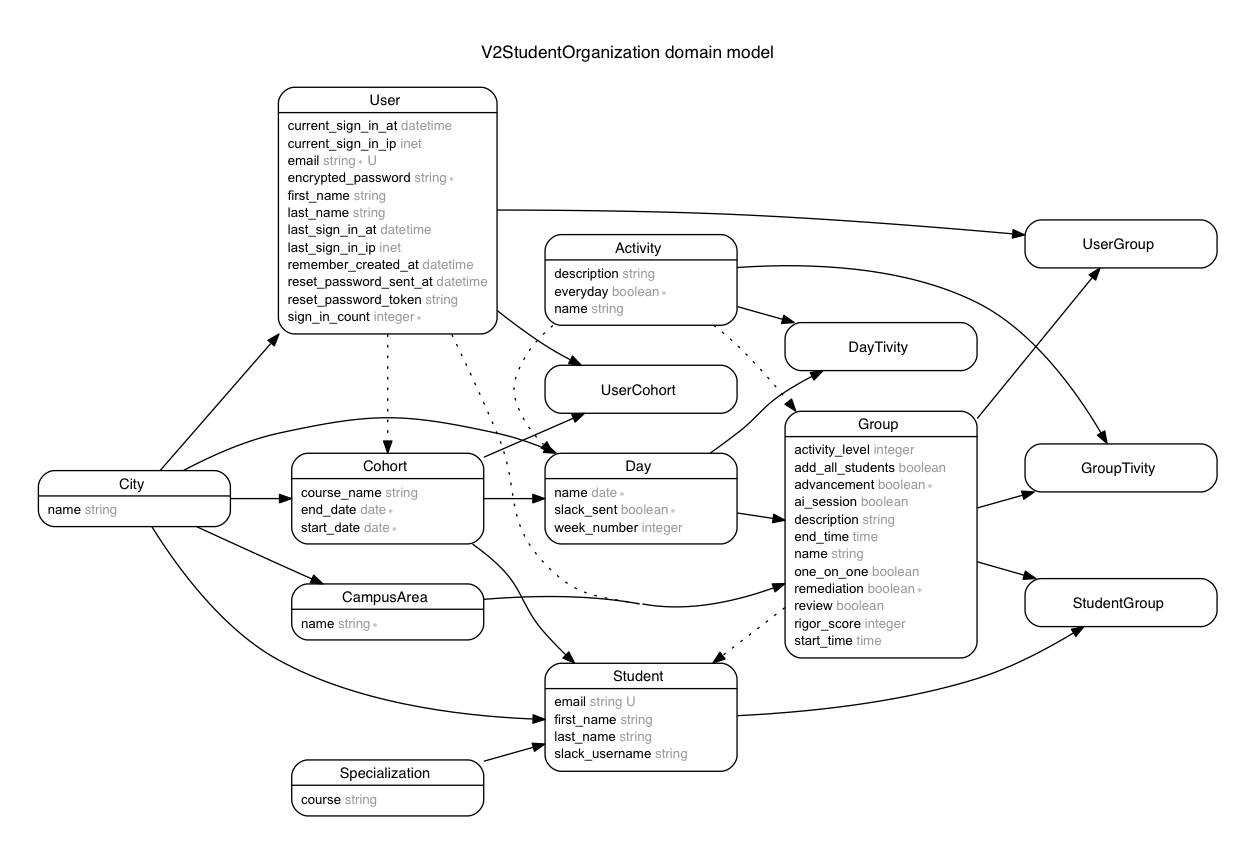 V2StudentOrganization domain model
User
current_sign_in_at datetime
current_sign_in_ip inet
email string * U
encrypted_password string *
first_name string
last_name string
last_sign_in_at datetime
last_sign_in_ip inet
remember_created_at datetime
reset_password_sent_at datetime
reset_password_token string
sign_in_count integer *
Activity
description string
everyday boolean *
name string
UserGroup
DayTivity
UserCohort
City
name string
Cohort
course_name string
end_date date *
start_date date *
Day
name date *
slack_sent boolean *
week_number integer
Group
activity_level integer
add_all_students boolean
advancement boolean *
ai_session boolean
description string
end_time time
name string
one_on_one boolean
remediation boolean *
review boolean
rigor_score integer
start_time time
GroupTivity
CampusArea
name string *
StudentGroup
Student
email string U
first_name string
last_name string
slack_username string
Specialization
course string